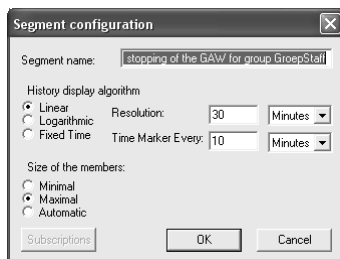 Segment configuration
Segment name: stopping of the GAW for group GroepStaff
History display algorithm
Linear Resolution: 30 Minutes
Logarithmic
Fixed Time Time Marker Every: 10 Minutes
Size of the members:
Minimal
Maximal
Automatic
Subscriptions OK Cancel